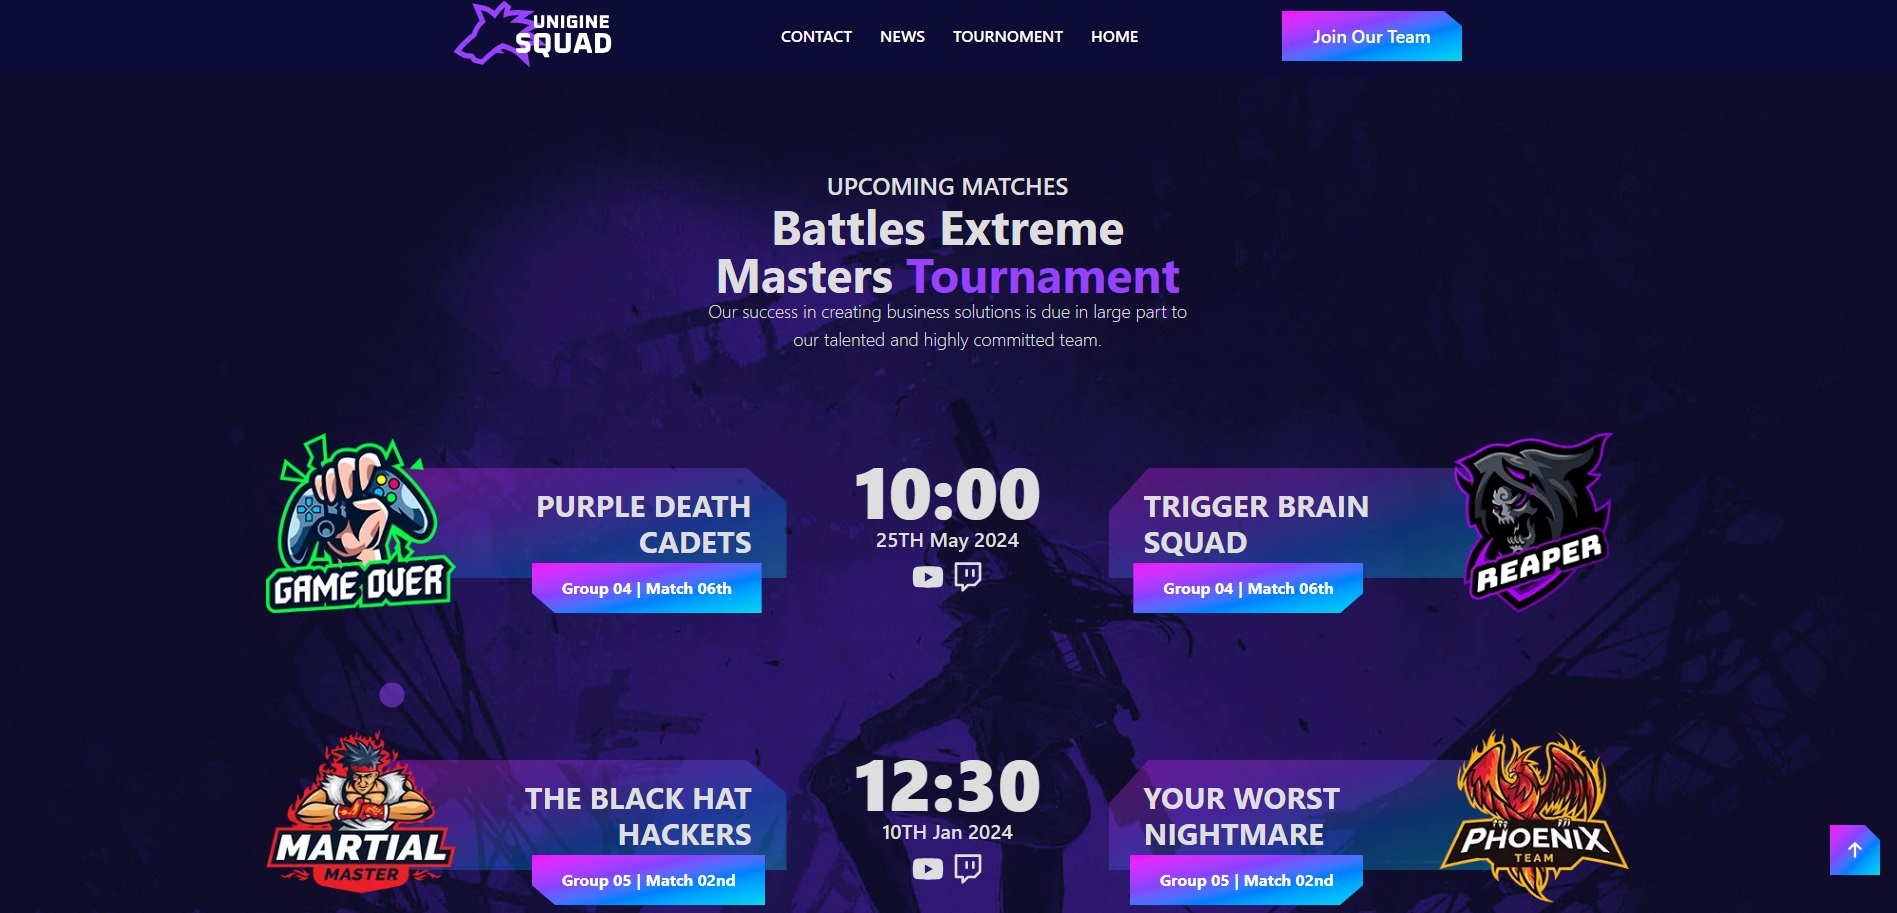 UNIGINE
SQUAD
CONTACT
NEWS
TOURNOMENT
HOME
Join Our Team
UPCOMING MATCHES
Battles Extreme
Masters Tournament
Our success in creating business solutions is due in large part to
our talented and highly committed team.
GAME OVER
PURPLE DEATH
CADETS
Group 04 | Match 06th
10:00
25TH May 2024
TRIGGER BRAIN
SQUAD
Group 04 | Match 06th
REAPER
MARTIAL
MASTER
THE BLACK HAT
HACKERS
Group 05 | Match 02nd
12:30
10TH Jan 2024
YOUR WORST
NIGHTMARE
Group 05 | Match 02nd
PHOENIX
TEAM